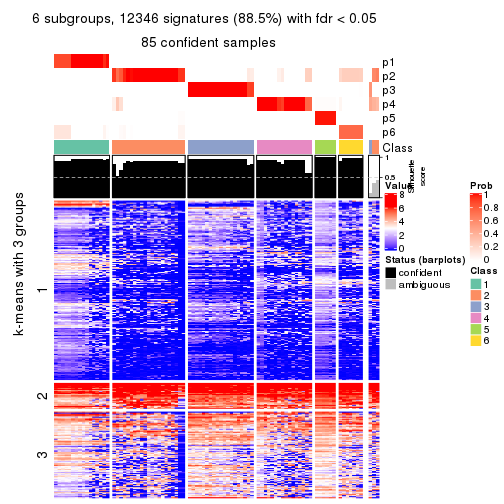 6 subgroups, 12346 signatures (88.5%) with fdr < 0.05
85 confident samples
p1
p2
p3
p4
p5
p6
Class
1
0.5
0
Silhouette
score
k-means with 3 groups
1
2
3
Value
8
6
4
2
0
Status (barplots)
confident
ambiguous
Prob
1
0.8
0.6
0.4
0.2
0
Class
1
2
3
4
5
6